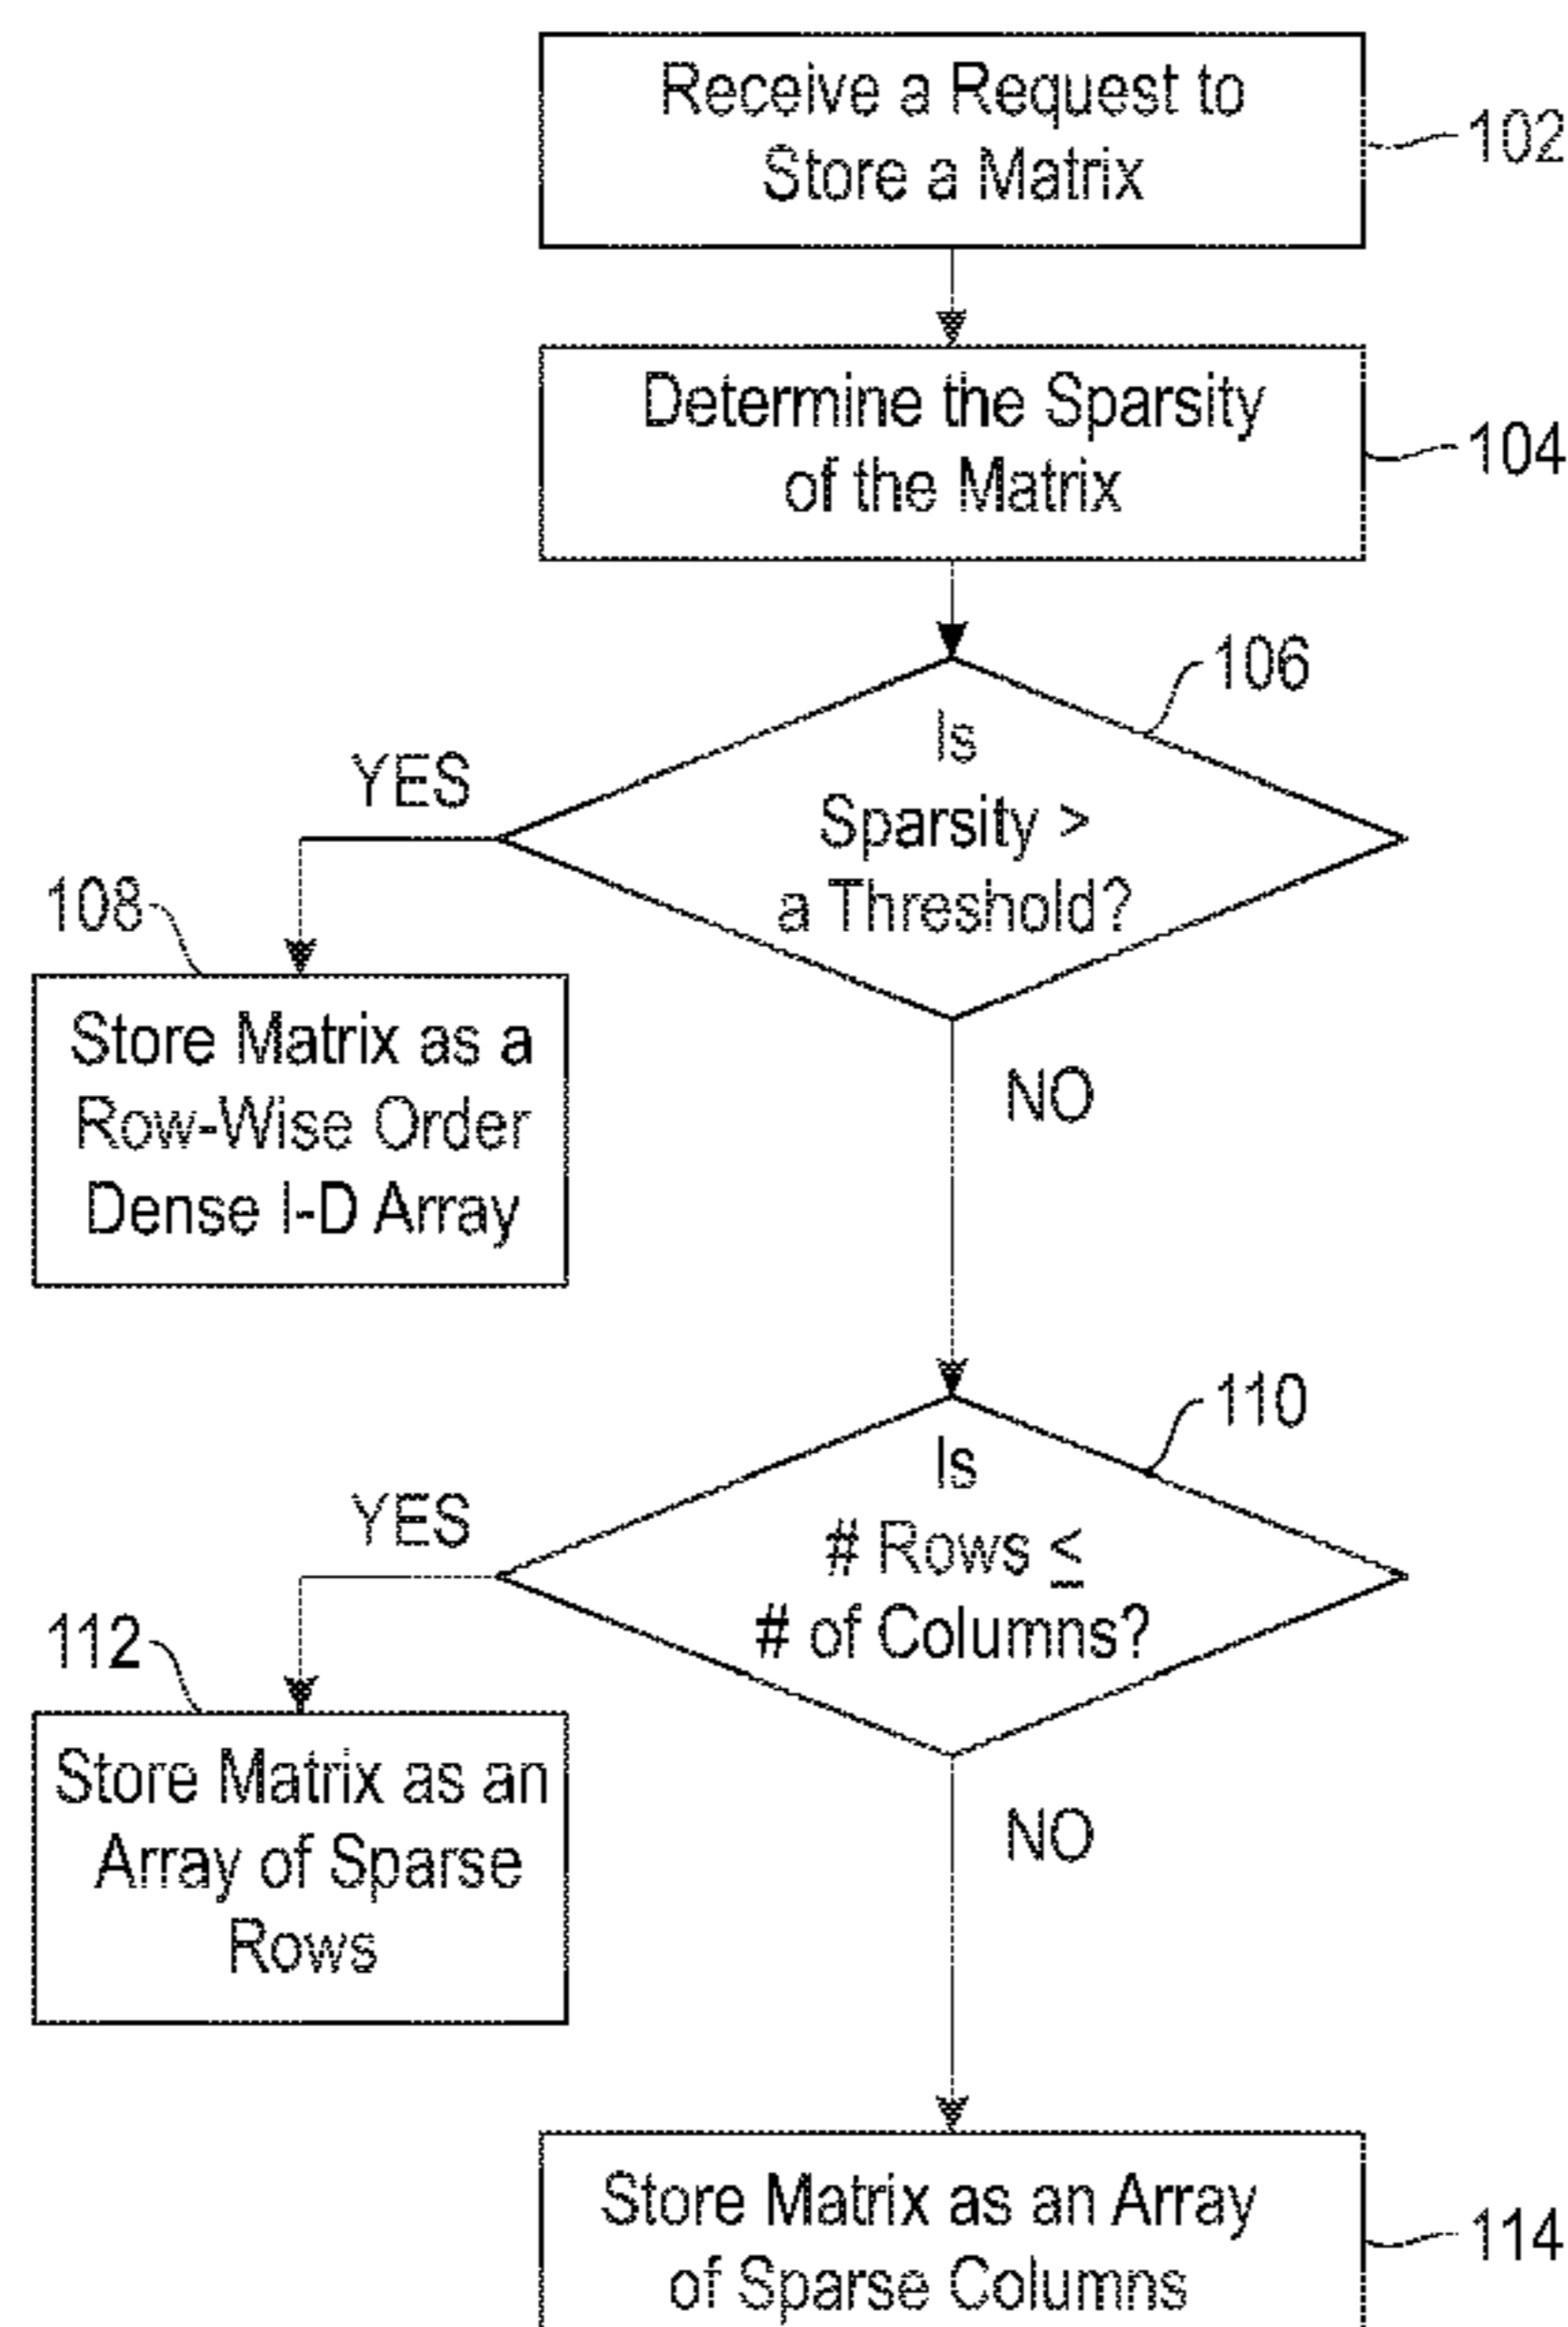 Receive a Request to
Store a Matrix
102
Determine the Sparsity
of the Matrix
104
106
Is
Sparsity >
a Threshold?
YES
108
Store Matrix as a
Row-Wise Order
Dense I-D Array
NO
110
Is
# Rows ≤
# of Columns?
YES
112
Store Matrix as an
Array of Sparse
Rows
NO
Store Matrix as an Array
of Sparse Columns
114